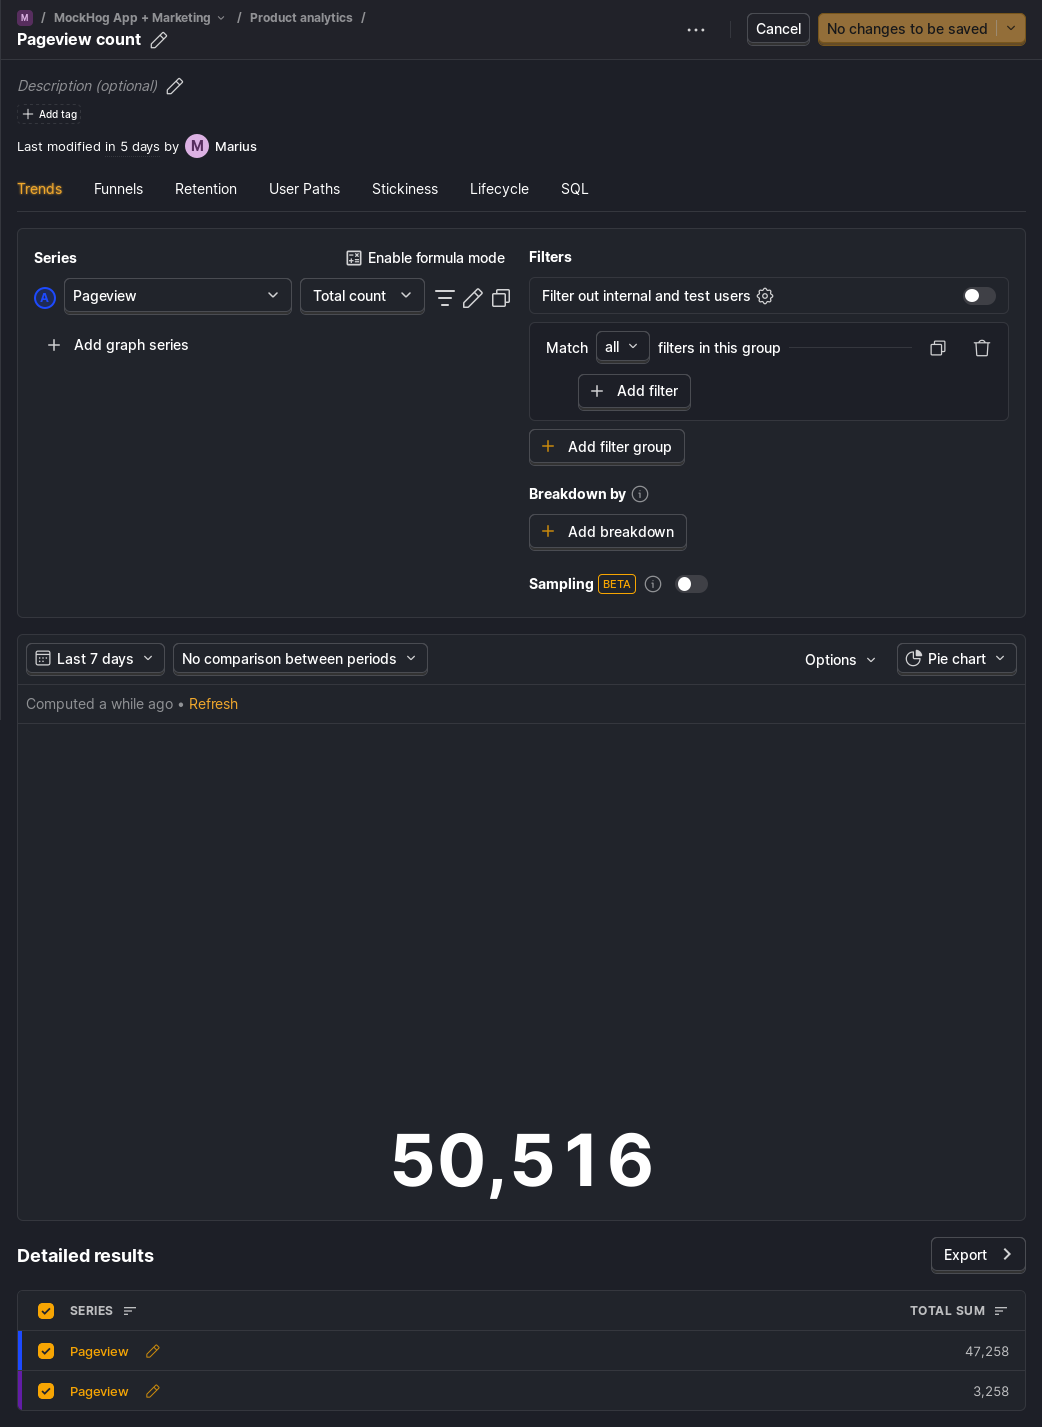 M / MockHog App + Marketing / Product analytics /
Pageview count
Cancel
No changes to be saved
Description (optional)
Add tag
Last modified in 5 days by M Marius
Trends Funnels Retention User Paths Stickiness Lifecycle SQL
Series
Enable formula mode
A Pageview Total count
Add graph series
Filters
Filter out internal and test users
Match all filters in this group
Add filter
Add filter group
Breakdown by
Add breakdown
Sampling BETA
Last 7 days No comparison between periods Options Pie chart
Computed a while ago • Refresh
50,516
Detailed results
Export
SERIES TOTAL SUM
Pageview 47,258
Pageview 3,258